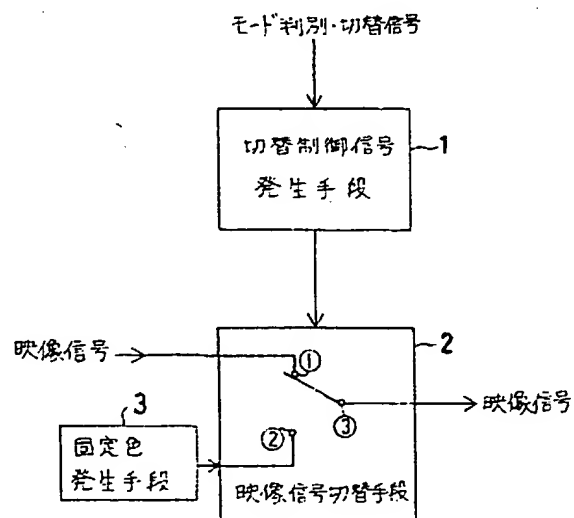 モード判別・切替信号
切替制御信号
発生手段
1
映像信号
2
①
映像信号
③
3
②
固定色
発生手段
映像信号切替手段